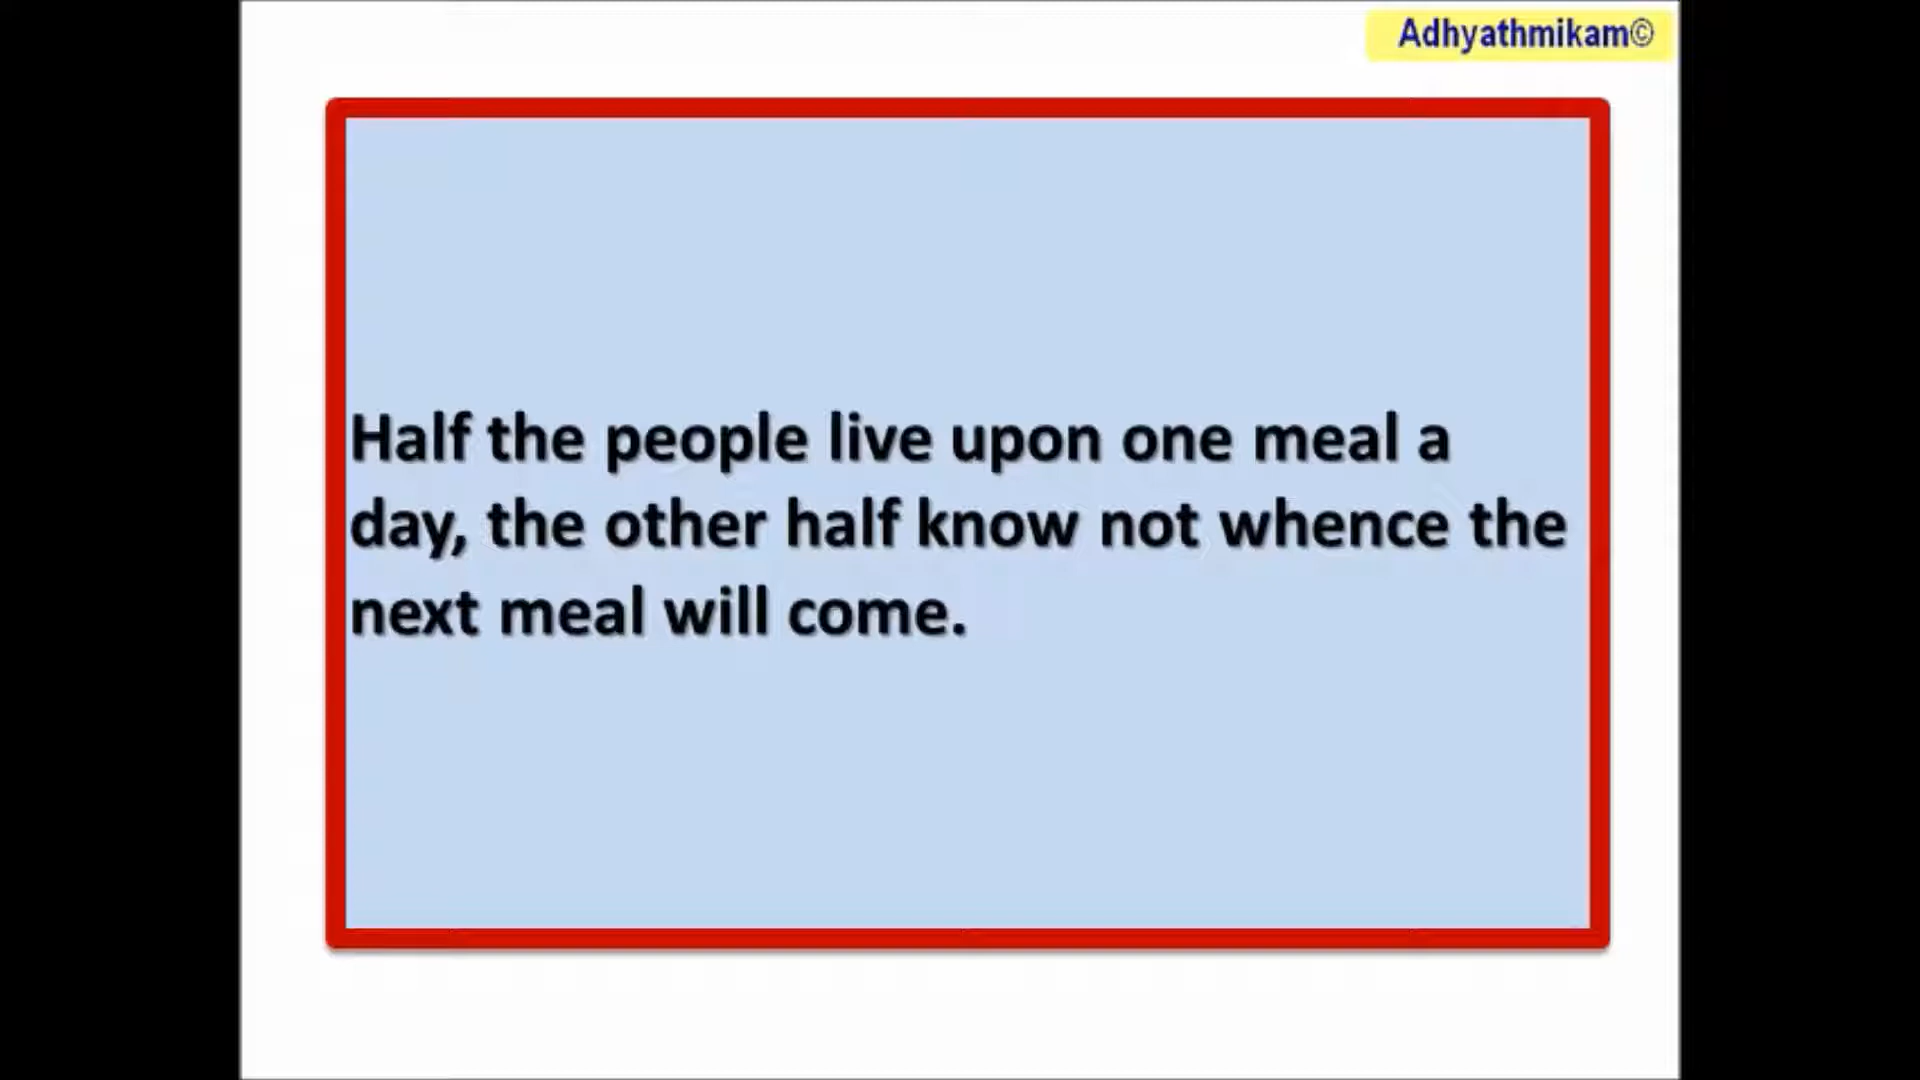 Adhyathmikam©
Half the people live upon one meal a
day, the other half know not whence the
next meal will come.